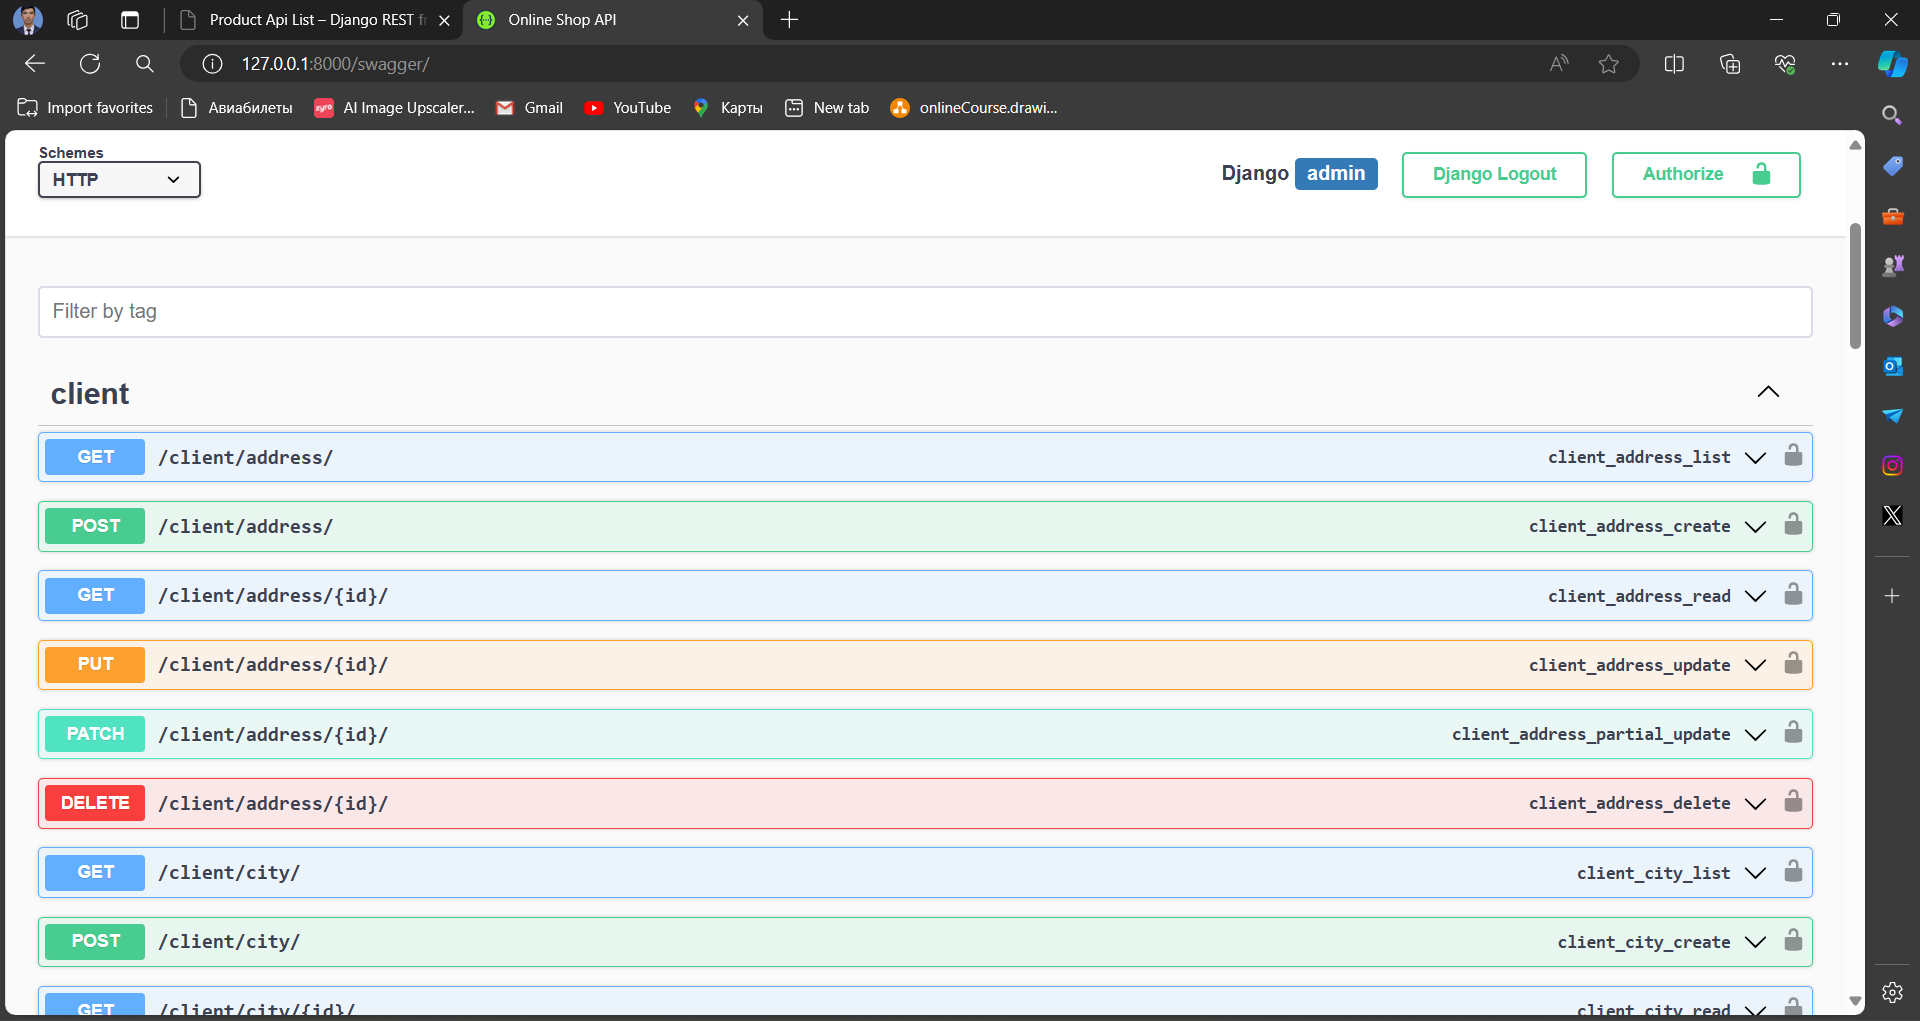 Product Api List – Django REST f
Online Shop API
127.0.0.1:8000/swagger/
Import favorites
Авиабилеты
zyro
AI Image Upscaler...
Gmail
YouTube
Карты
New tab
onlineCourse.drawi...
Schemes
HTTP
Django admin
Django Logout
Authorize
Filter by tag
client
GET /client/address/ client_address_list
POST /client/address/ client_address_create
GET /client/address/{id}/ client_address_read
PUT /client/address/{id}/ client_address_update
PATCH /client/address/{id}/ client_address_partial_update
DELETE /client/address/{id}/ client_address_delete
GET /client/city/ client_city_list
POST /client/city/ client_city_create
GET /client/city/{id}/ client_city_read